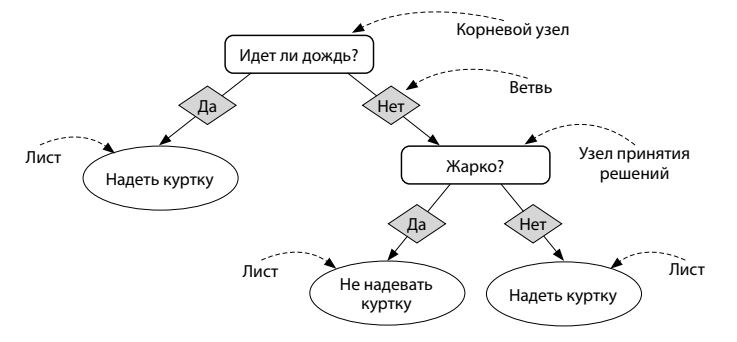 Корневой узел
Идет ли дождь?
Ветвь
Да
Нет
Лист
Узел принятия
решений
Надеть куртку
Жарко?
Да
Нет
Лист
Лист
Не надевать
куртку
Надеть куртку